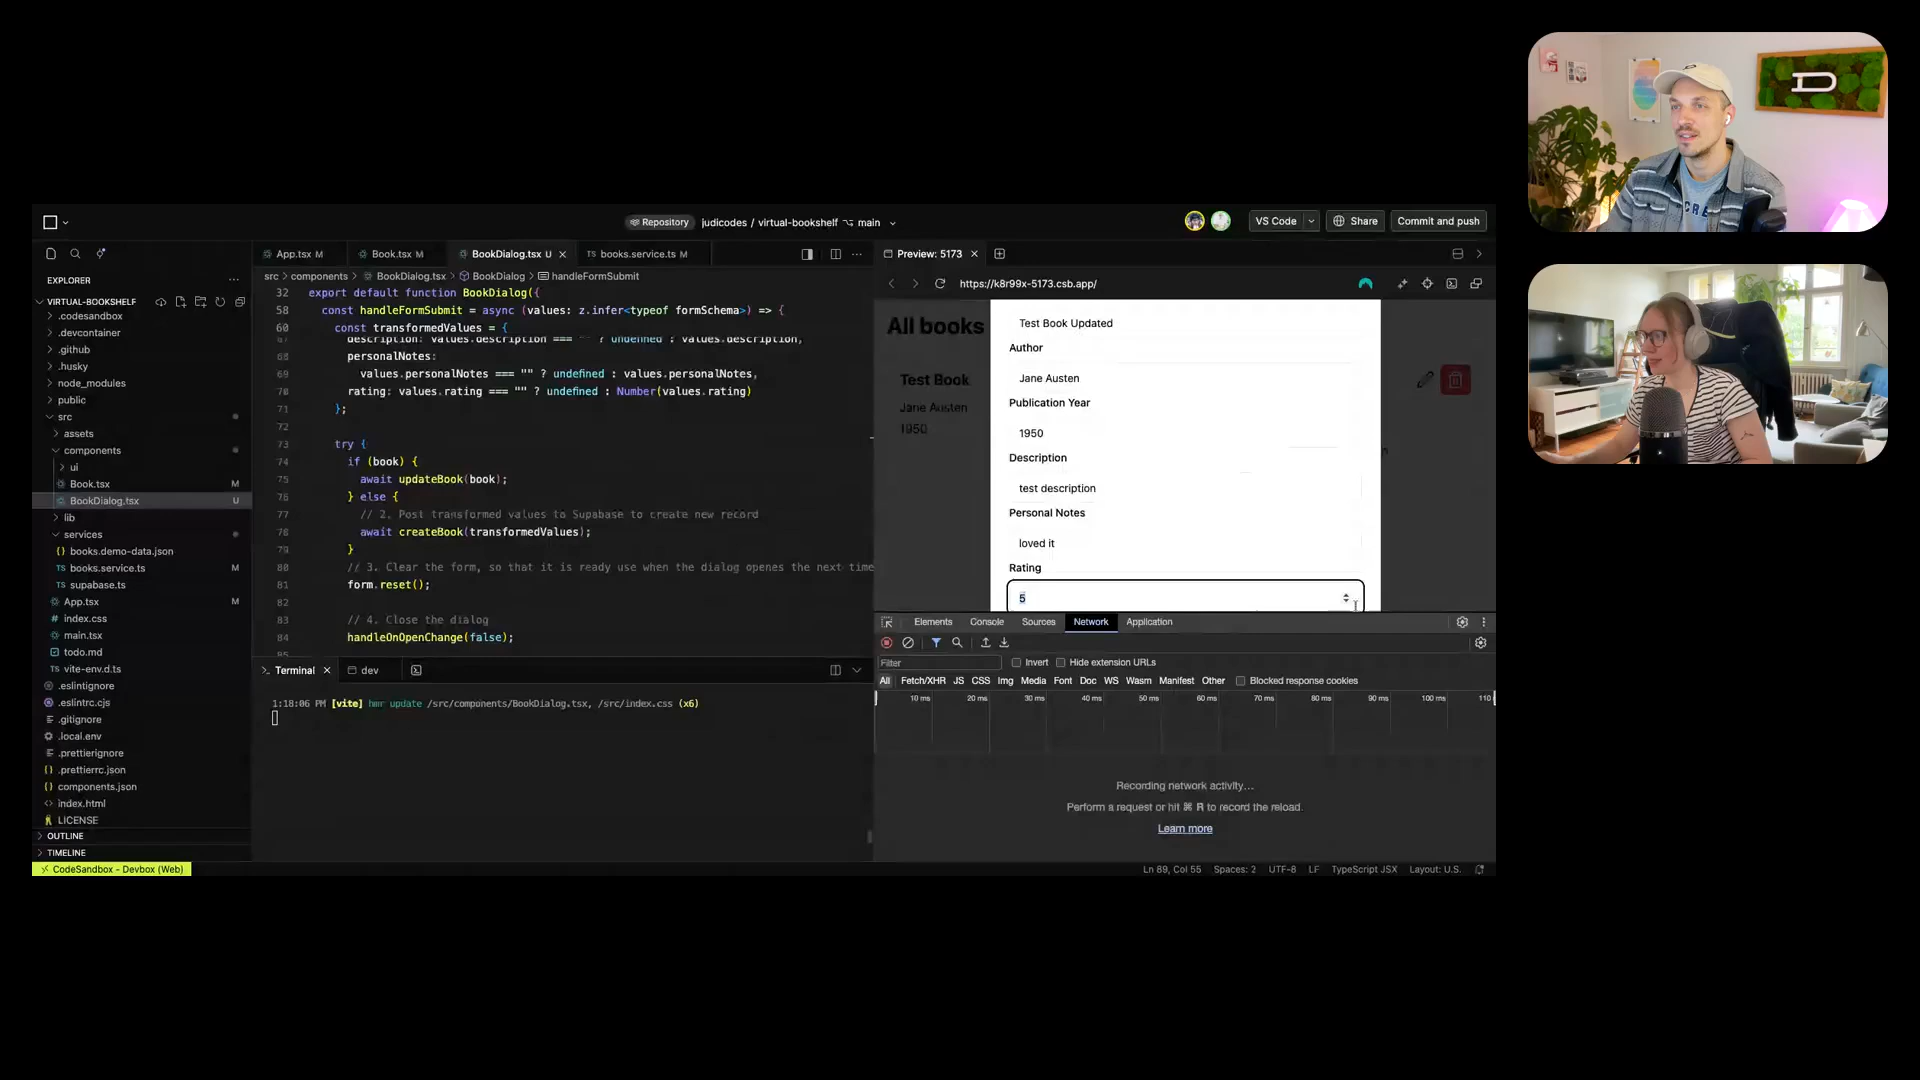 Repository
judicodes / virtual-bookshelf
main
VS Code
Share
Commit and push
App.tsx M
Book.tsx M
BookDialog.tsx U
books.service.ts M
Preview: 5173
EXPLORER
src > components > BookDialog.tsx > BookDialog > handleFormSubmit
https://k8r99x-5173.csb.app/
VIRTUAL-BOOKSHELF
.codesandbox
.devcontainer
.github
.husky
node_modules
public
src
assets
components
ui
Book.tsx M
BookDialog.tsx U
lib
services
books.demo-data.json
books.service.ts M
supabase.ts
App.tsx M
index.css
main.tsx
todo.md
vite-env.d.ts
.eslintignore
.eslintrc.cjs
.gitignore
.local.env
.prettierignore
.prettierrc.json
components.json
index.html
LICENSE
OUTLINE
TIMELINE
CodeSandbox - Devbox (Web)
32 export default function BookDialog({
58 const handleFormSubmit = async (values: z.infer<typeof formSchema>) => {
60 const transformedValues = {
67 description: values.description === "" ? undefined : values.description,
68 personalNotes:
69 values.personalNotes === "" ? undefined : values.personalNotes,
70 rating: values.rating === "" ? undefined : Number(values.rating)
71 };
72
73 try {
74 if (book) {
75 await updateBook(book);
76 } else {
77 // 2. Post transformed values to Supabase to create new record
78 await createBook(transformedValues);
79 }
80 // 3. Clear the form, so that it is ready use when the dialog openes the next time
81 form.reset();
82
83 // 4. Close the dialog
84 handleOnOpenChange(false);
Terminal
dev
1:18:06 PM [vite] hmr update /src/components/BookDialog.tsx, /src/index.css (x6)
All books
Test Book
Jane Austen
1950
Test Book Updated
Author
Jane Austen
Publication Year
1950
Description
test description
Personal Notes
loved it
Rating
5
Elements Console Sources Network Application
Filter
Invert
Hide extension URLs
All Fetch/XHR JS CSS Img Media Font Doc WS Wasm Manifest Other
Blocked response cookies
10 ms 20 ms 30 ms 40 ms 50 ms 60 ms 70 ms 80 ms 90 ms 100 ms 110
Recording network activity…
Perform a request or hit ⌘ R to record the reload.
Learn more
Ln 89, Col 55 Spaces: 2 UTF-8 LF TypeScript JSX Layout: U.S.